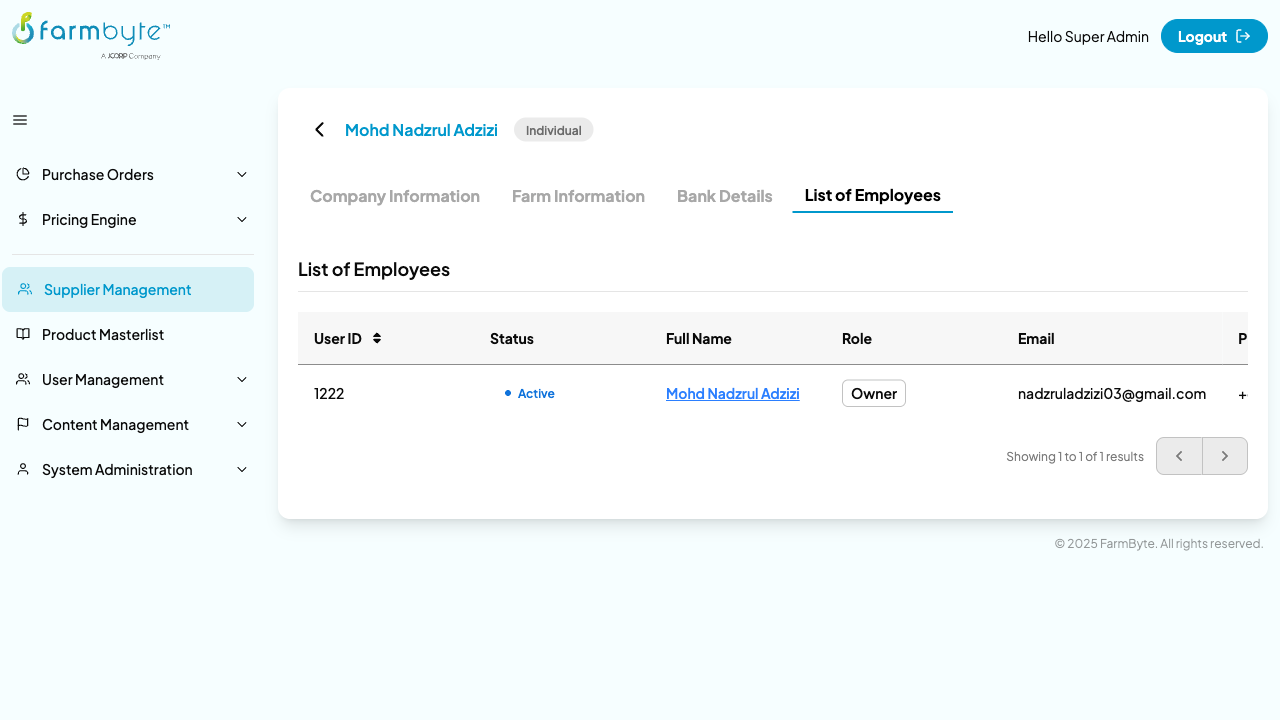 farmbyte™
A JCORP Company
Hello Super Admin
Logout
Purchase Orders
Pricing Engine
Supplier Management
Product Masterlist
User Management
Content Management
System Administration
Mohd Nadzrul Adzizi
Individual
Company Information
Farm Information
Bank Details
List of Employees
List of Employees
User ID Status Full Name Role Email P
1222 Active Mohd Nadzrul Adzizi Owner nadzruladzizi03@gmail.com +
Showing 1 to 1 of 1 results
© 2025 FarmByte. All rights reserved.